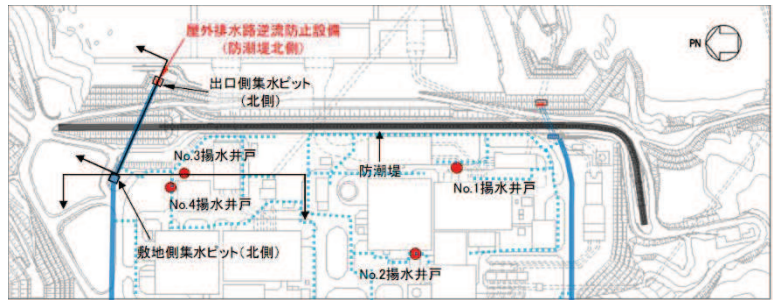 屋外排水路逆流防止設備
(防潮堤北側)
PN
出口側集水ピット
(北側)
No.3揚水井戸
防潮堤
No.1揚水井戸
No.4揚水井戸
敷地側集水ピット(北側)
No.2揚水井戸